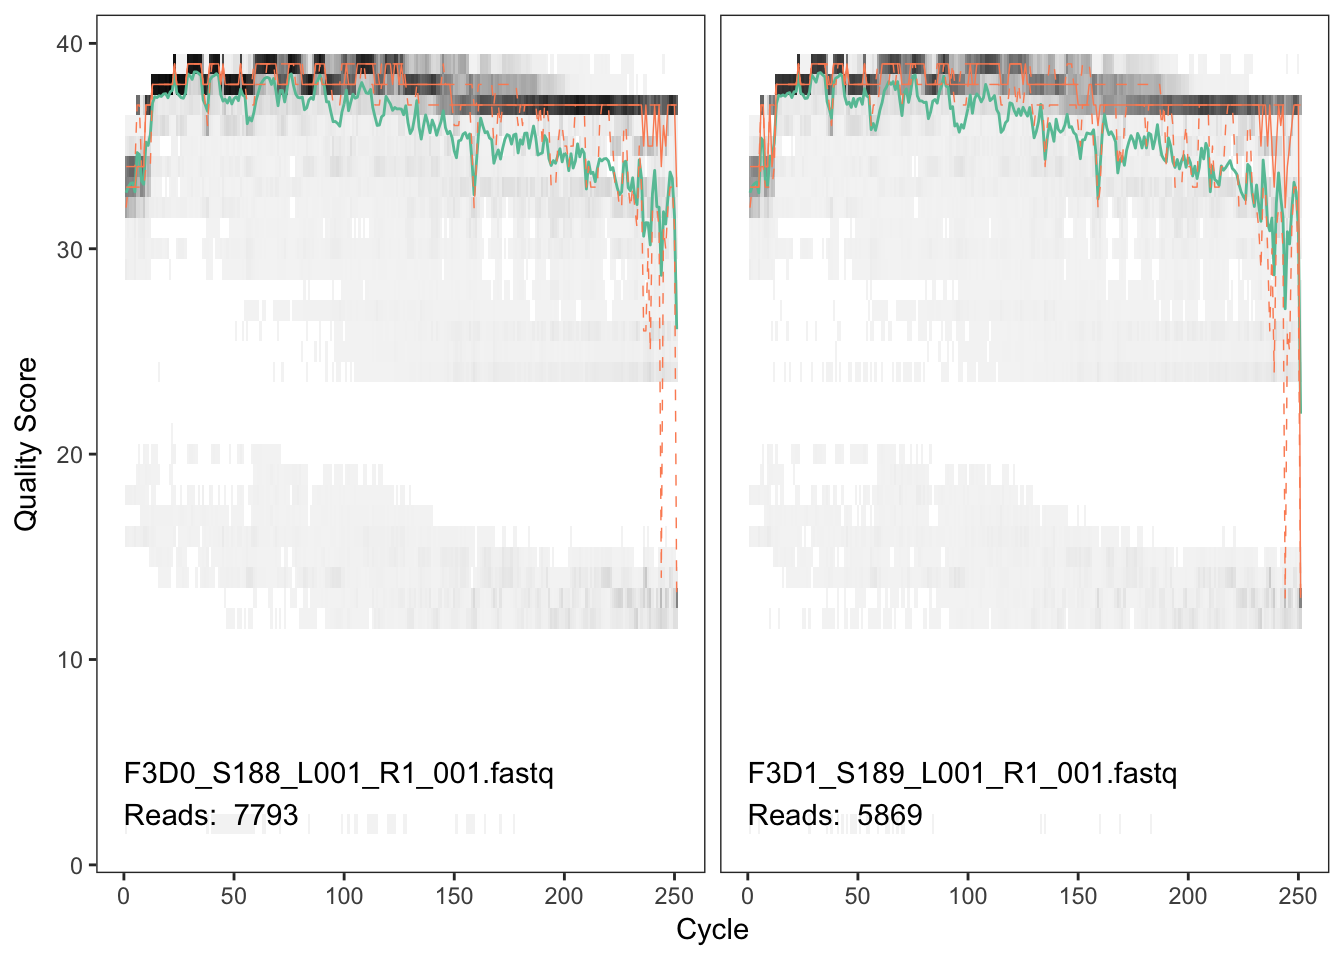 40
30
20
10
0
Quality Score
F3D0_S188_L001_R1_001.fastq
Reads:  7793
F3D1_S189_L001_R1_001.fastq
Reads:  5869
0 50 100 150 200 250
0 50 100 150 200 250
Cycle